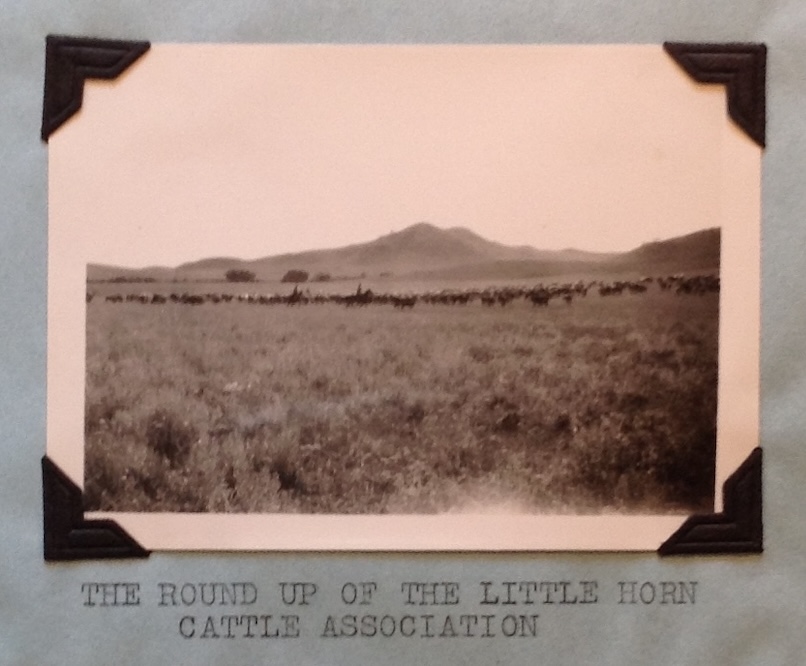 THE ROUND UP OF THE LITTLE HORN
CATTLE ASSOCIATION